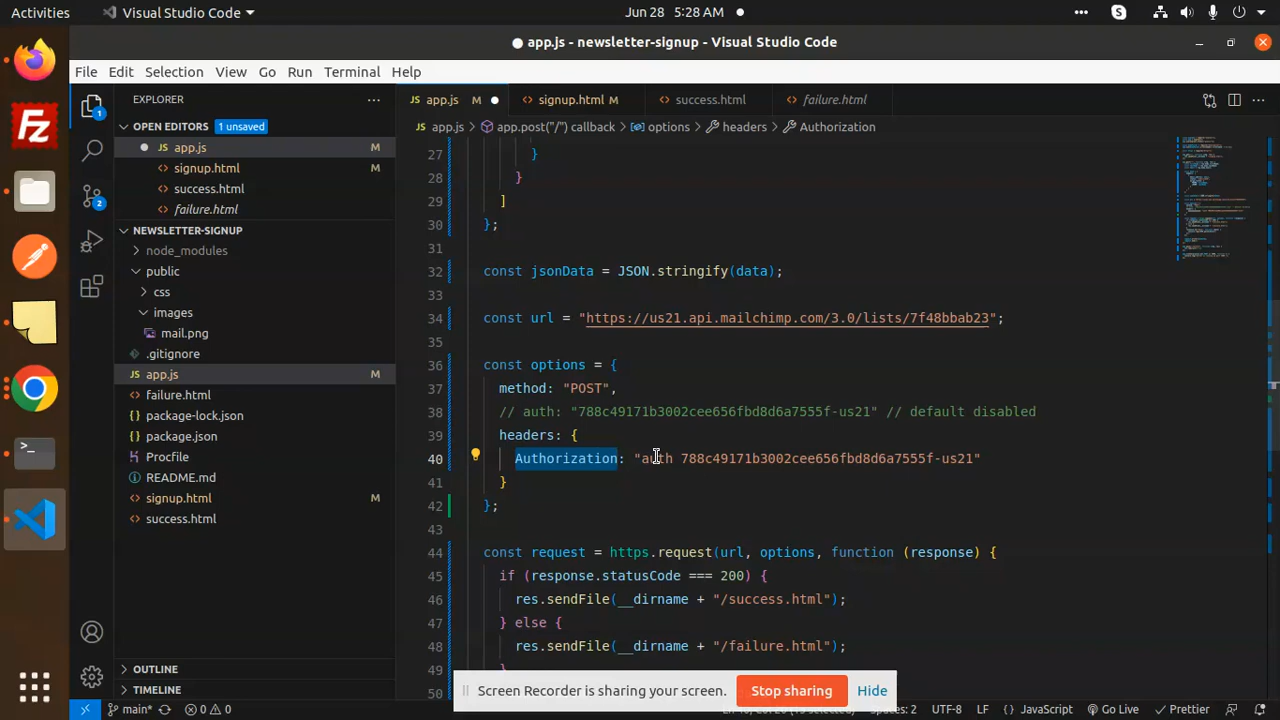 Activities
Visual Studio Code
Jun 28 5:28 AM
app.js - newsletter-signup - Visual Studio Code
File Edit Selection View Go Run Terminal Help
EXPLORER
app.js M
signup.html M
success.html
failure.html
OPEN EDITORS 1 unsaved
app.js > app.post("/") callback > options > headers > Authorization
app.js M
signup.html M
success.html
failure.html
NEWSLETTER-SIGNUP
node_modules
public
css
images
mail.png
.gitignore
app.js M
failure.html
package-lock.json
package.json
Procfile
README.md
signup.html M
success.html
OUTLINE
TIMELINE
27 }
28 }
29 ]
30 };
31
32 const jsonData = JSON.stringify(data);
33
34 const url = "https://us21.api.mailchimp.com/3.0/lists/7f48bbab23";
35
36 const options = {
37 method: "POST",
38 // auth: "788c49171b3002cee656fbd8d6a7555f-us21" // default disabled
39 headers: {
40 Authorization: "auth 788c49171b3002cee656fbd8d6a7555f-us21"
41 }
42 };
43
44 const request = https.request(url, options, function (response) {
45 if (response.statusCode === 200) {
46 res.sendFile(__dirname + "/success.html");
47 } else {
48 res.sendFile(__dirname + "/failure.html");
49 }
50
Screen Recorder is sharing your screen.
Stop sharing
Hide
main*
0 0
UTF-8 LF JavaScript Go Live Prettier